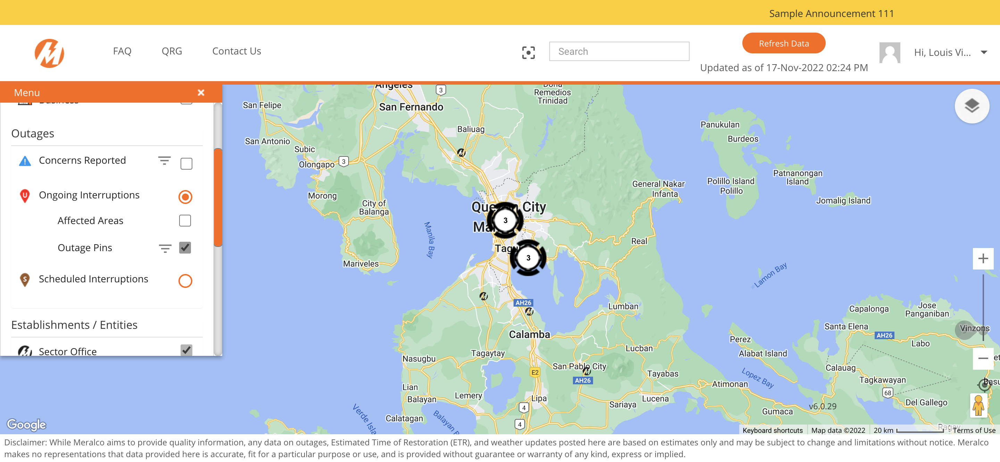 Sample Announcement 111
FAQ
QRG
Contact Us
Search
Refresh Data
Updated as of 17-Nov-2022 02:24 PM
Hi, Louis Vi...
Menu
Business
Outages
Concerns Reported
Ongoing Interruptions
U
Affected Areas
Outage Pins
Scheduled Interruptions
S
Establishments / Entities
Sector Office
Angeles
3
Doña
Remedios
Trinidad
San Felipe
San Fernando
Panukulan
Baliuag
Burdeos
San Antonio
Subic
Olongapo
3
Patnanongan
Island
General Nakar
Infanta
Polillo Island
Polillo
Morong
Jomalig Island
City of
Balanga
City
3
Manila Bay
Real
3
Mariveles
Lamon Bay
AH26
Lumban
Capalonga
Jose
Panganiban
Santa Elena
Vinzons
AH26
Calamba
Perez
Labo
Lucban
Alabat Island
Tagaytay
Nasugbu
San Pablo City
Calauag
E2
AH26
Tayabas
Lopez Bay
Tagkawayan
Atimonan
Lian
68
Balayan
Lemery
Lipa
Lucena
Sariaya
Del Gallego
4
v6.0.29
Gumaca
Verde Isla
Balayan
Calatagan
4
Google
Ragay
Keyboard shortcuts
Map data ©2022
20 km
Terms of Use
Disclaimer: While Meralco aims to provide quality information, any data on outages, Estimated Time of Restoration (ETR), and weather updates posted here are based on estimates only and may be subject to change and limitations without notice. Meralco
makes no representations that data provided here is accurate, fit for a particular purpose or use, and is provided without guarantee or warranty of any kind, express or implied.